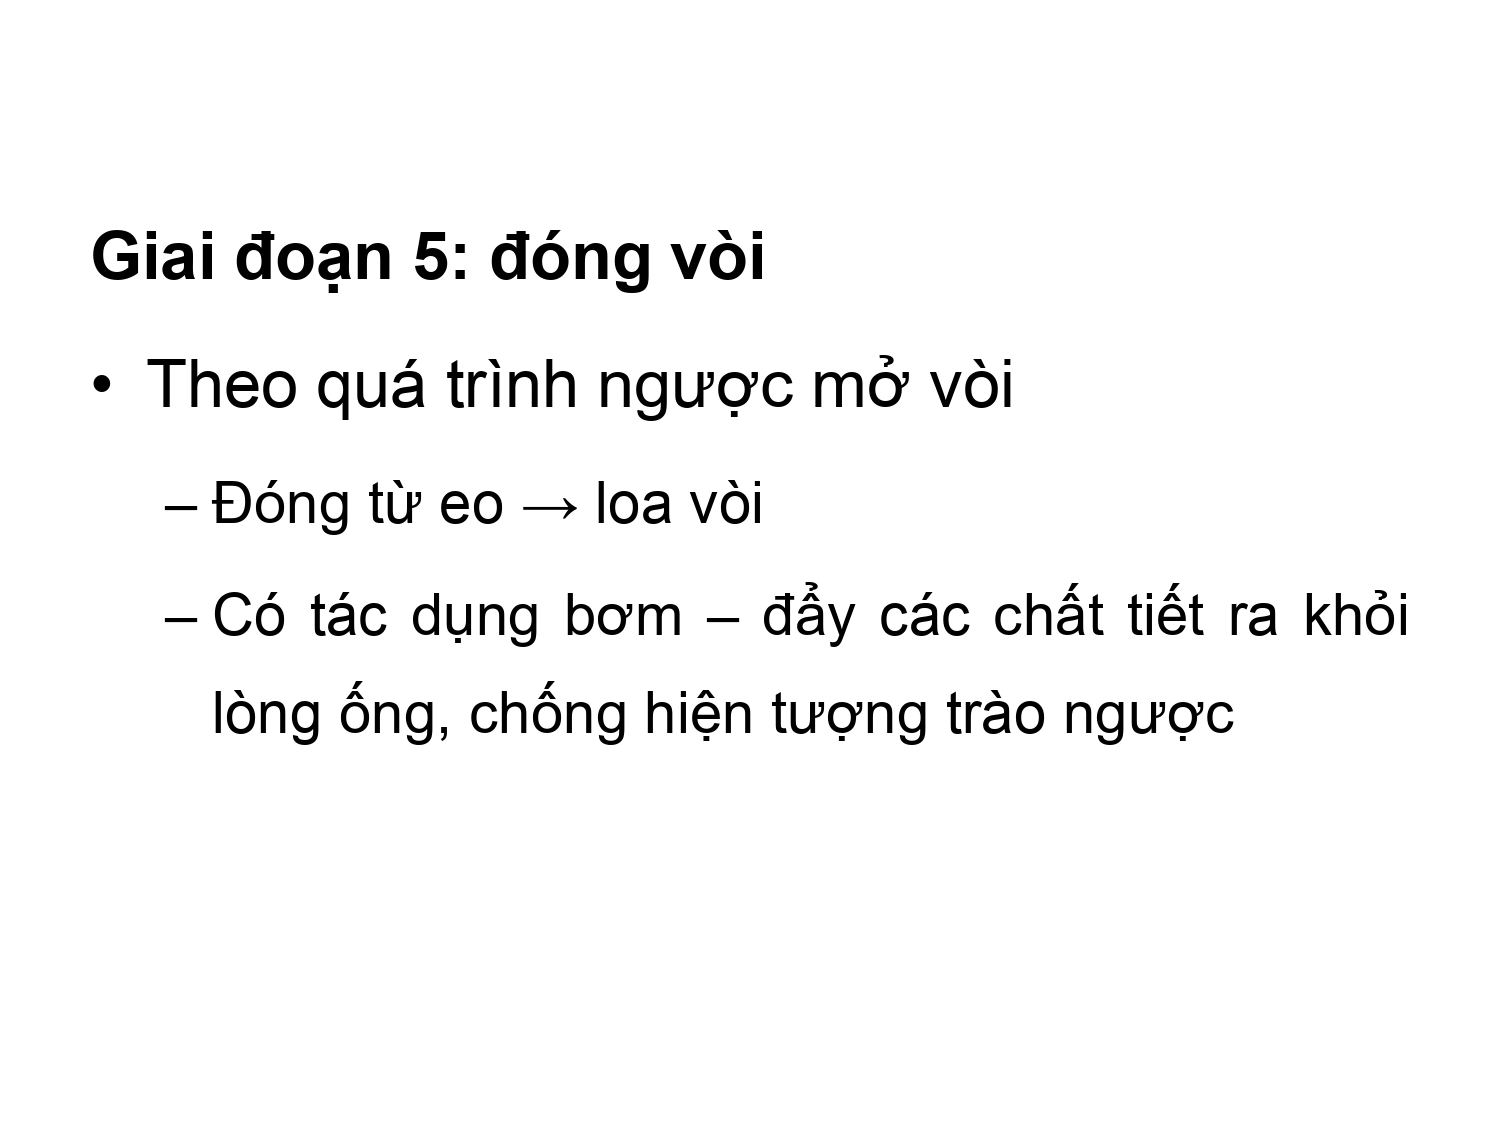 Giai đoạn 5: đóng vòi
• Theo quá trình ngược mở vòi
– Đóng từ eo → loa vòi
– Có tác dụng bơm – đẩy các chất tiết ra khỏi
lòng ống, chống hiện tượng trào ngược